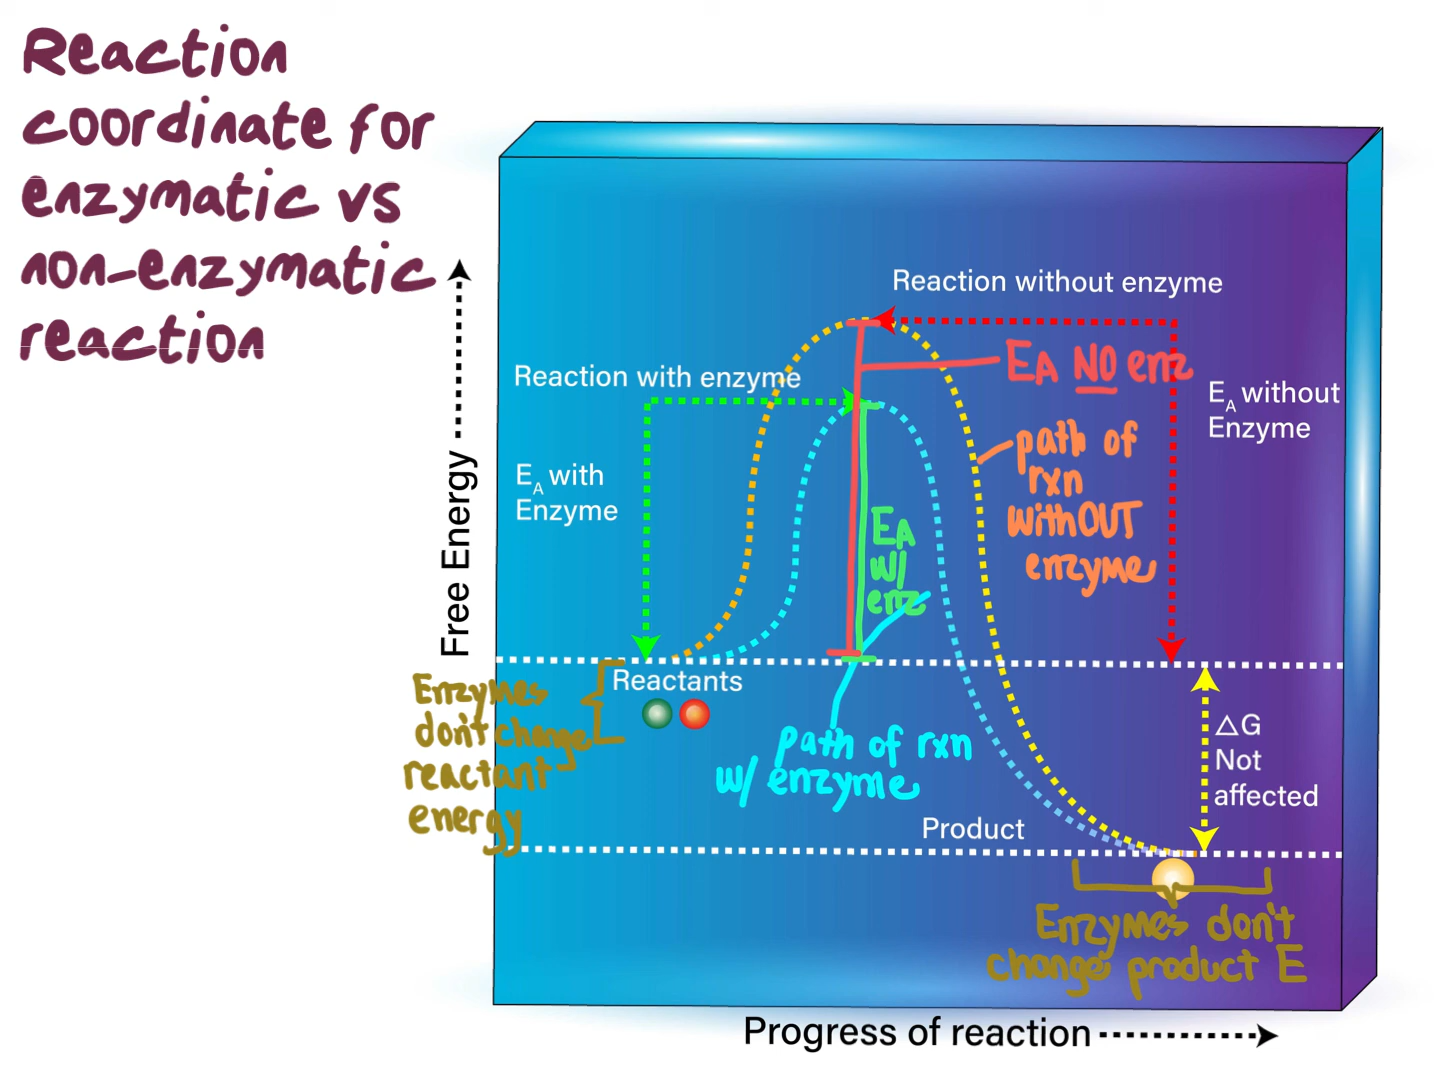 Reaction
coordinate for
enzymatic vs
non-enzymatic
reaction
Free Energy
Reaction without enzyme
Reaction with enzyme
EA NO enz
EA without
Enzyme
path of
rxn
withOUT
enzyme
EA with
Enzyme
EA
w/
enz
Reactants
Enzymes
don't change
reactant
energy
path of rxn
w/ enzyme
△G
Not
affected
Product
Enzymes don't
change product E
Progress of reaction